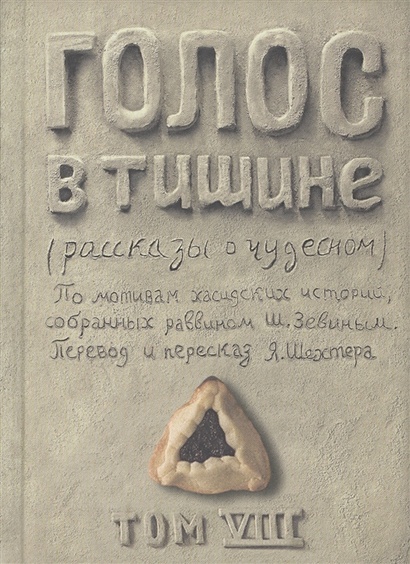 ГОЛОС
В ТИШИНЕ
(рассказы о чудесном)
По мотивам хасидских историй,
собранных раввином Ш. Зевиным.
Перевод и пересказ Я. Шехтера
ТОМ VIII